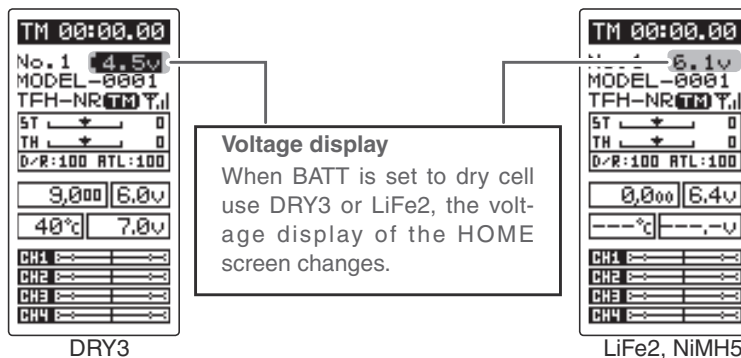 TM 00:00.00
No.1 4.5v
MODEL-0001
TFH-NR TM
ST 0
TH 0
D/R:100 ATL:100
9,000 6.0v
40°c 7.0v
CH1
CH2
CH3
CH4
DRY3
Voltage display
When BATT is set to dry cell
use DRY3 or LiFe2, the volt-
age display of the HOME
screen changes.
TM 00:00.00
6.1v
MODEL-0001
TFH-NR TM
ST 0
TH 0
D/R:100 ATL:100
0,000 6.4v
---°c ---.-v
CH1
CH2
CH3
CH4
LiFe2, NiMH5